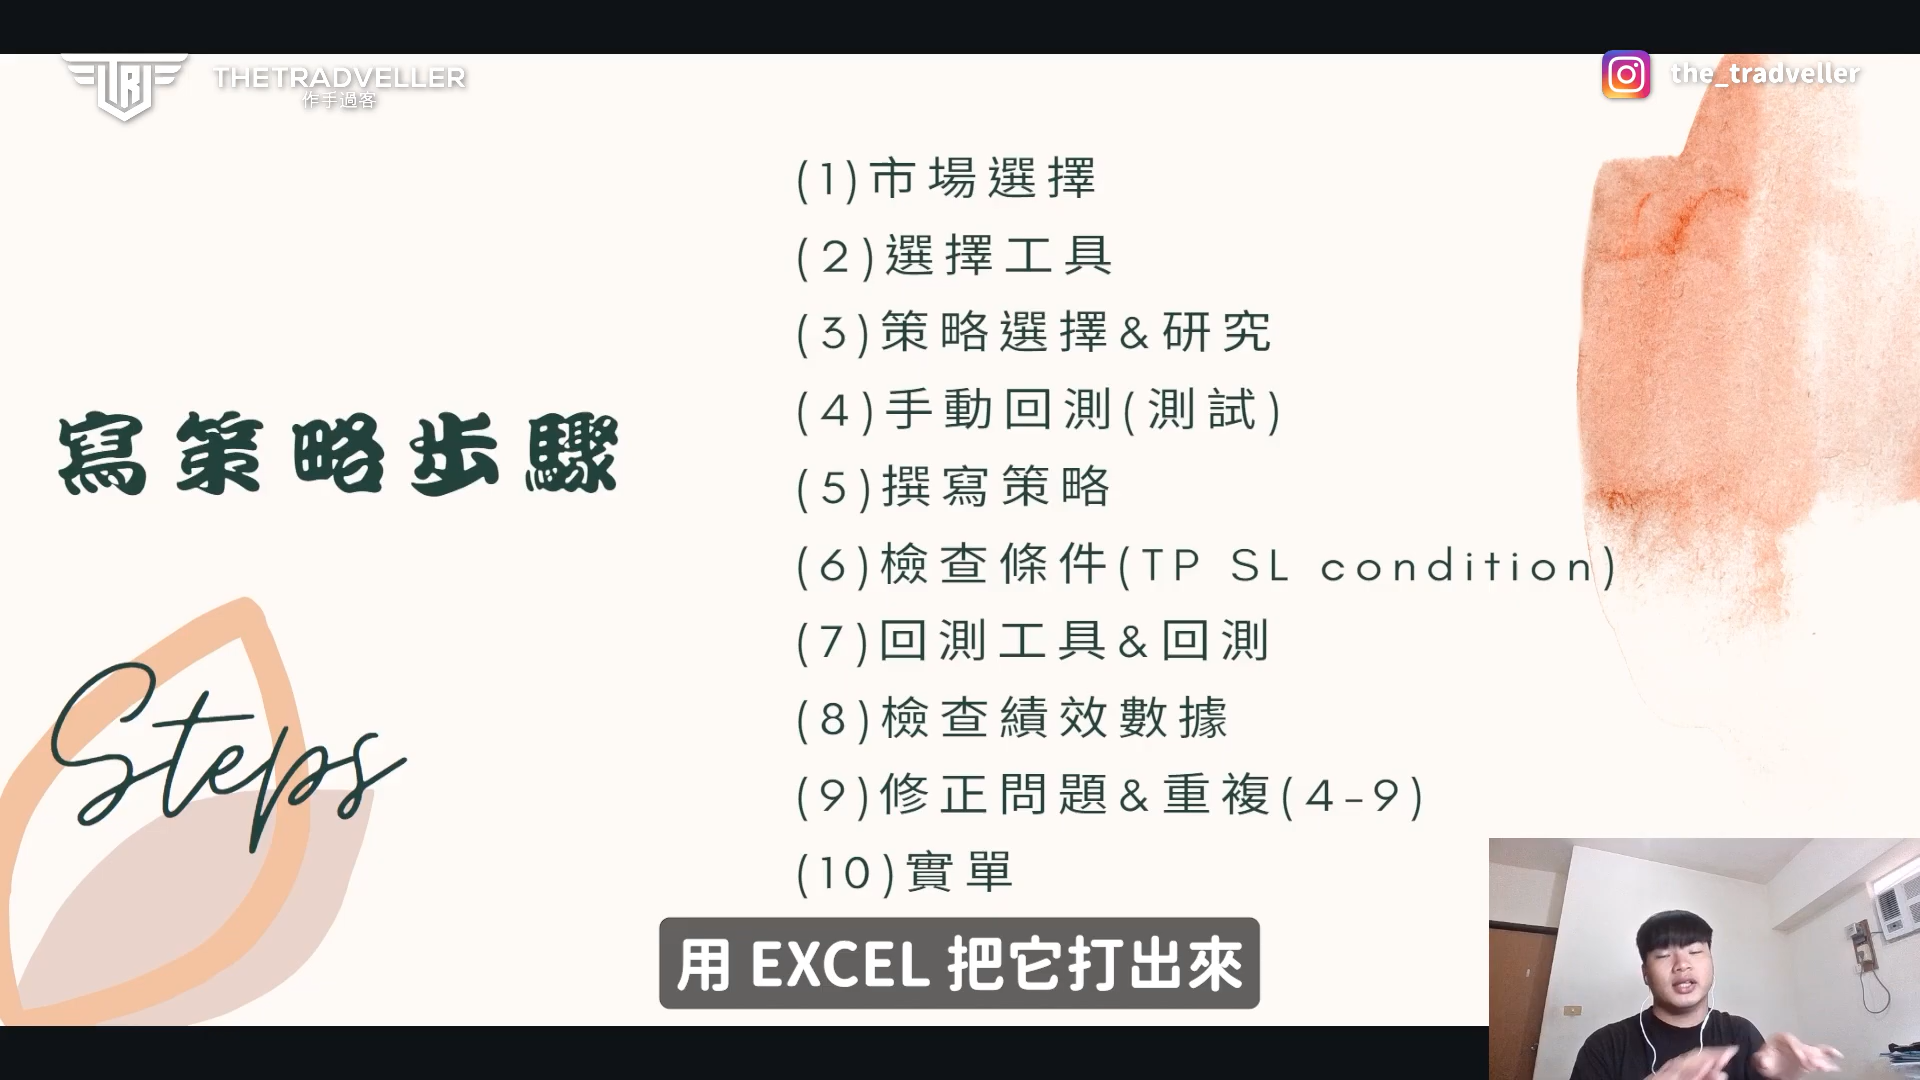 THETRADVELLER
作手過客
the_tradveller
寫策略步驟
Steps
(1)市場選擇
(2)選擇工具
(3)策略選擇&研究
(4)手動回測(測試)
(5)撰寫策略
(6)檢查條件(TP SL condition)
(7)回測工具&回測
(8)檢查績效數據
(9)修正問題&重複(4-9)
(10)實單
用 EXCEL 把它打出來